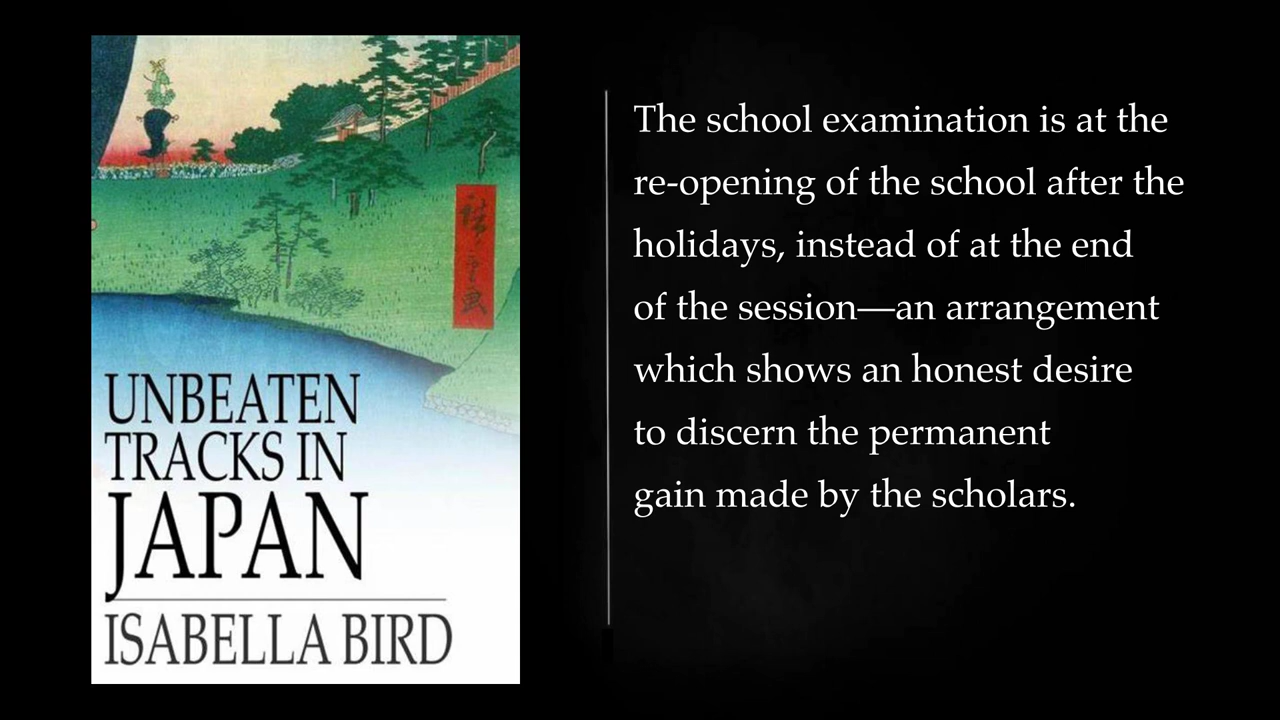 UNBEATEN
TRACKS IN
JAPAN
ISABELLA BIRD
The school examination is at the
re-opening of the school after the
holidays, instead of at the end
of the session—an arrangement
which shows an honest desire
to discern the permanent
gain made by the scholars.